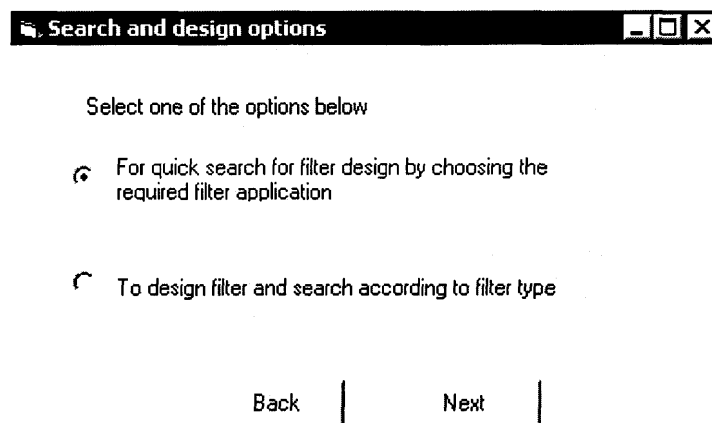 Search and design options
Select one of the options below
For quick search for filter design by choosing the
required filter application
To design filter and search according to filter type
Back Next